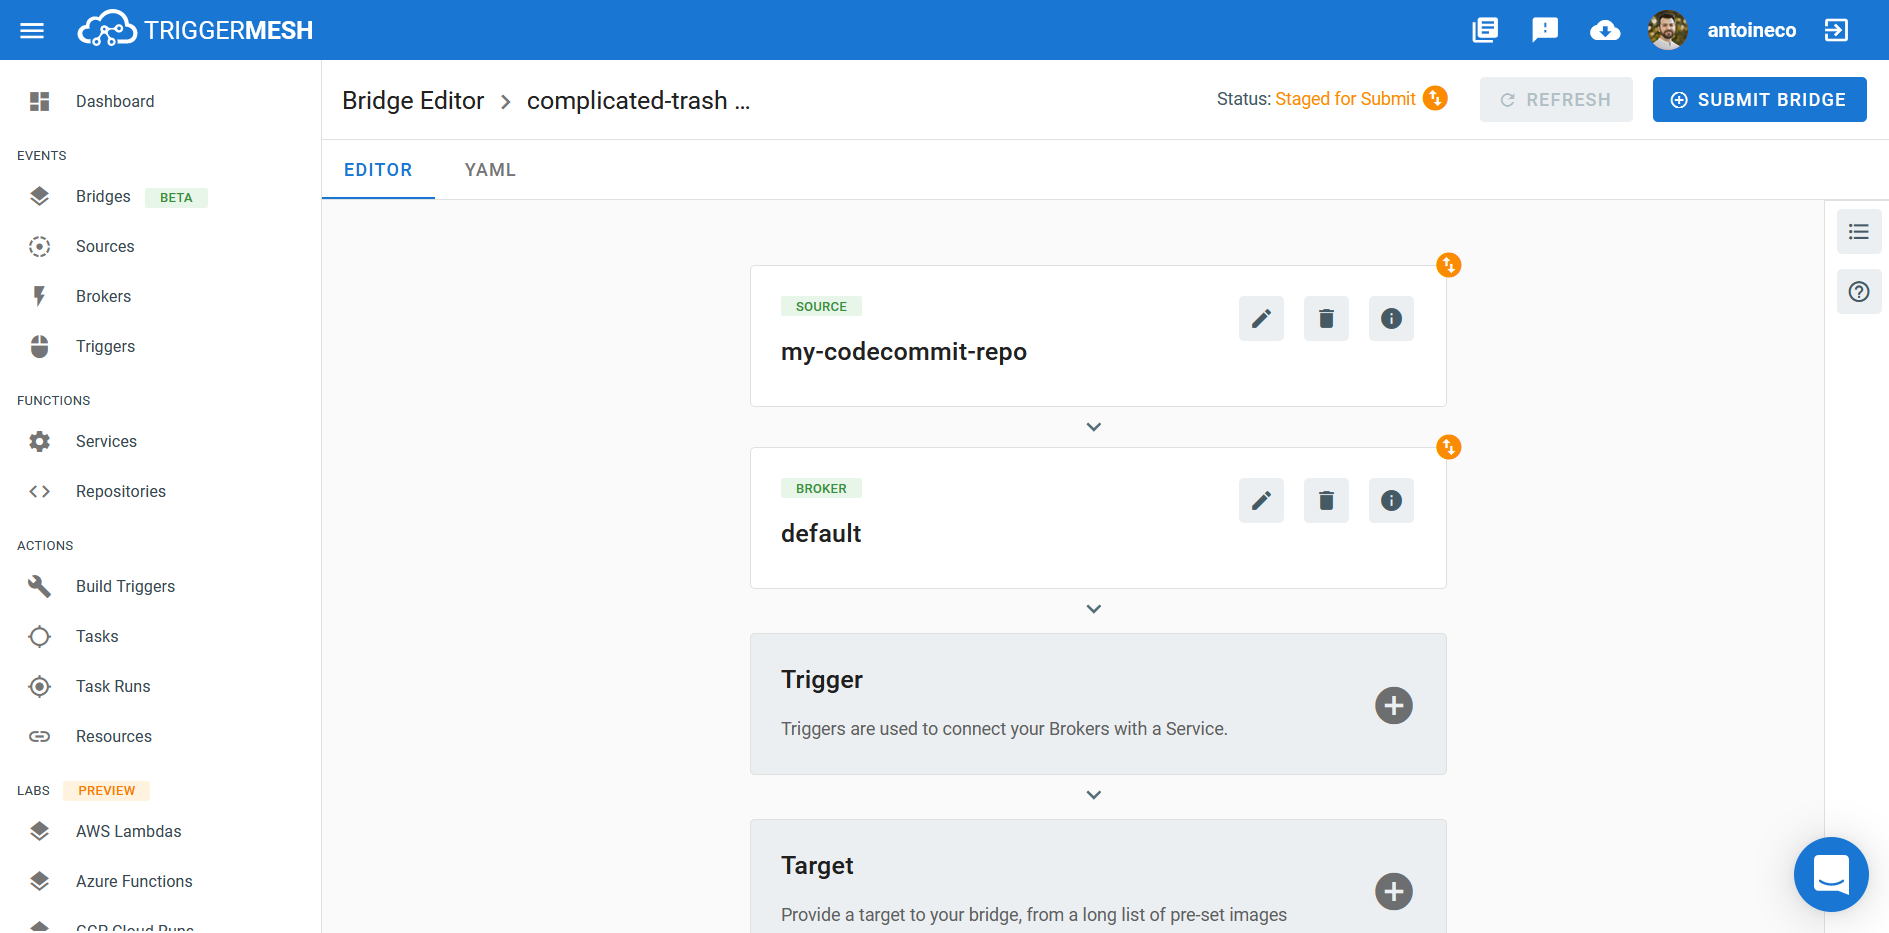 TRIGGERMESH
antoineco
Dashboard
EVENTS
Bridges BETA
Sources
Brokers
Triggers
FUNCTIONS
Services
Repositories
ACTIONS
Build Triggers
Tasks
Task Runs
Resources
LABS PREVIEW
AWS Lambdas
Azure Functions
GCP Cloud Runs
Bridge Editor > complicated-trash ...
Status: Staged for Submit
REFRESH
SUBMIT BRIDGE
EDITOR YAML
SOURCE
my-codecommit-repo
BROKER
default
Trigger
Triggers are used to connect your Brokers with a Service.
Target
Provide a target to your bridge, from a long list of pre-set images